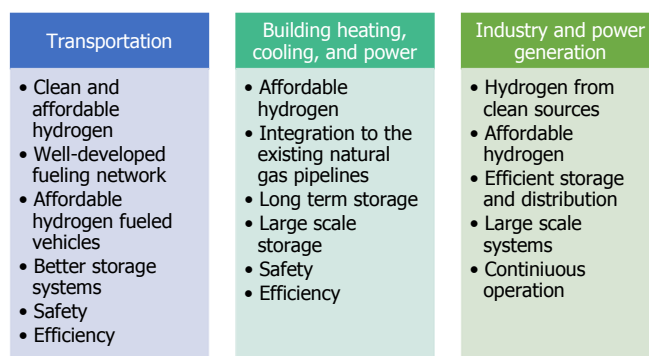 Transportation
• Clean and
affordable
hydrogen
• Well-developed
fueling network
• Affordable
hydrogen fueled
vehicles
• Better storage
systems
• Safety
• Efficiency
Building heating,
cooling, and power
• Affordable
hydrogen
• Integration to the
existing natural
gas pipelines
• Long term storage
• Large scale
storage
• Safety
• Efficiency
Industry and power
generation
• Hydrogen from
clean sources
• Affordable
hydrogen
• Efficient storage
and distribution
• Large scale
systems
• Continiuous
operation